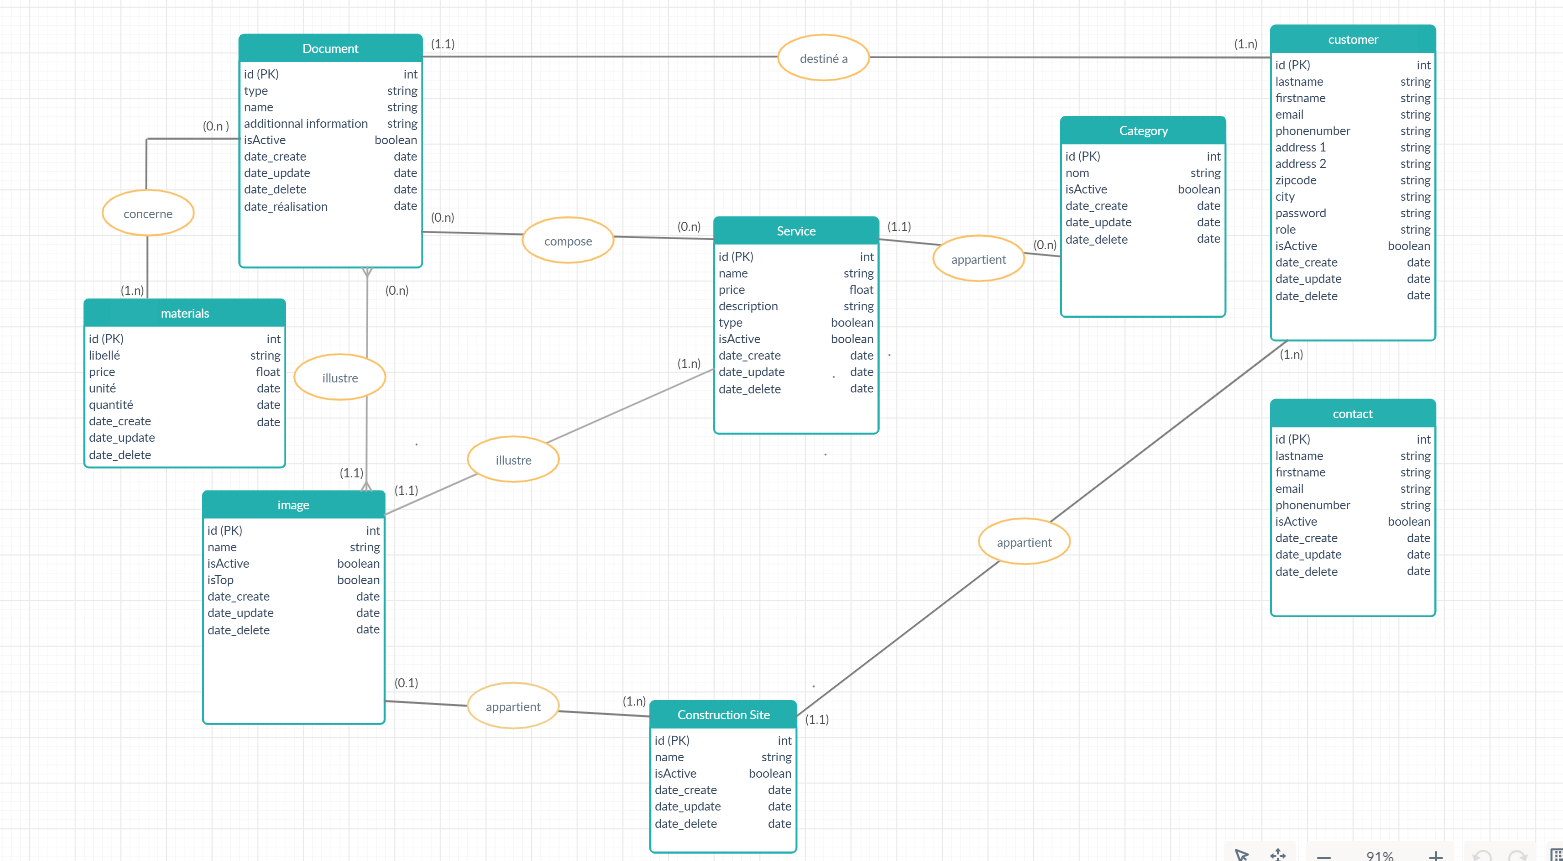 Document
id (PK) int
type string
name string
additionnal information string
isActive boolean
date_create date
date_update date
date_delete date
date_réalisation date
(1.1)
destiné a
(1.n)
customer
id (PK) int
lastname string
firstname string
email string
phonenumber string
address 1 string
address 2 string
zipcode string
city string
password string
role string
isActive boolean
date_create date
date_update date
date_delete date
(0.n )
concerne
(1.n)
Category
id (PK) int
nom string
isActive boolean
date_create date
date_update date
date_delete date
(0.n)
compose
(0.n)
Service
id (PK) int
name string
price float
description string
type boolean
isActive boolean
date_create date
date_update date
date_delete date
(1.1)
appartient
(0.n)
materials
id (PK) int
libellé string
price float
unité date
quantité date
date_create date
date_update
date_delete
(0.n)
illustre
(1.1)
(1.n)
illustre
(1.1)
image
id (PK) int
name string
isActive boolean
isTop boolean
date_create date
date_update date
date_delete date
(1.n)
appartient
(1.1)
contact
id (PK) int
lastname string
firstname string
email string
phonenumber string
isActive boolean
date_create date
date_update date
date_delete date
(0.1)
appartient
(1.n)
Construction Site
id (PK) int
name string
isActive boolean
date_create date
date_update date
date_delete date
91%